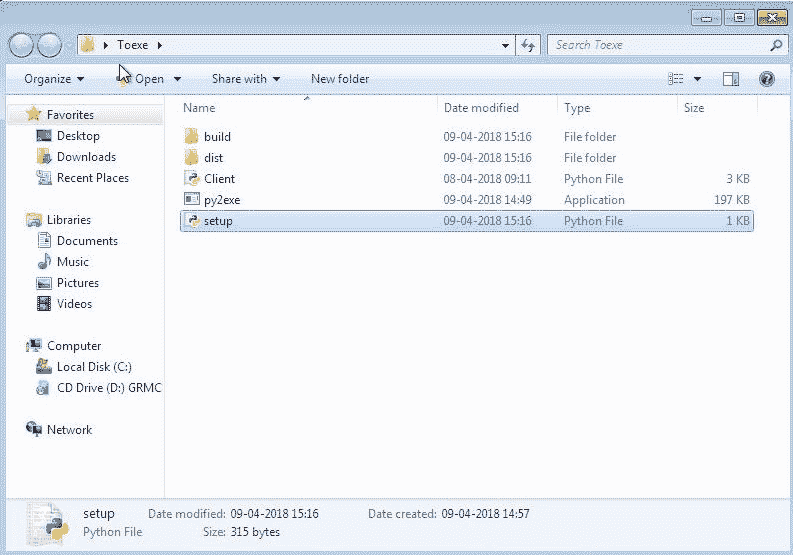 Toexe
Search Toexe
Organize Open Share with New folder
Name Date modified Type Size
Favorites
Desktop
Downloads
Recent Places
Libraries
Documents
Music
Pictures
Videos
Computer
Local Disk (C:)
CD Drive (D:) GRMC
Network
build 09-04-2018 15:16 File folder
dist 09-04-2018 15:16 File folder
Client 08-04-2018 09:11 Python File 3 KB
py2exe 09-04-2018 14:49 Application 197 KB
setup 09-04-2018 15:16 Python File 1 KB
setup Date modified: 09-04-2018 15:16 Date created: 09-04-2018 14:57
Python File Size: 315 bytes